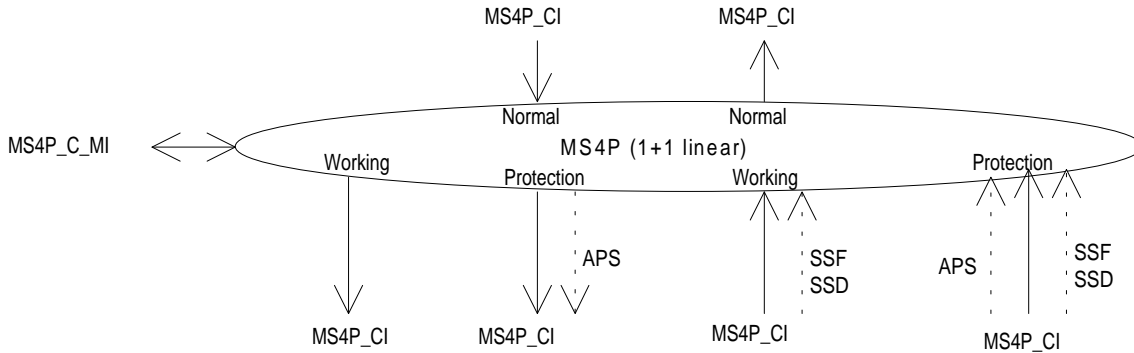 MS4P_CI MS4P_CI
Normal Normal
MS4P_C_MI MS4P (1+1 linear)
Working Protection Working Protection
APS SSF APS SSF
SSD SSD
MS4P_CI MS4P_CI MS4P_CI MS4P_CI